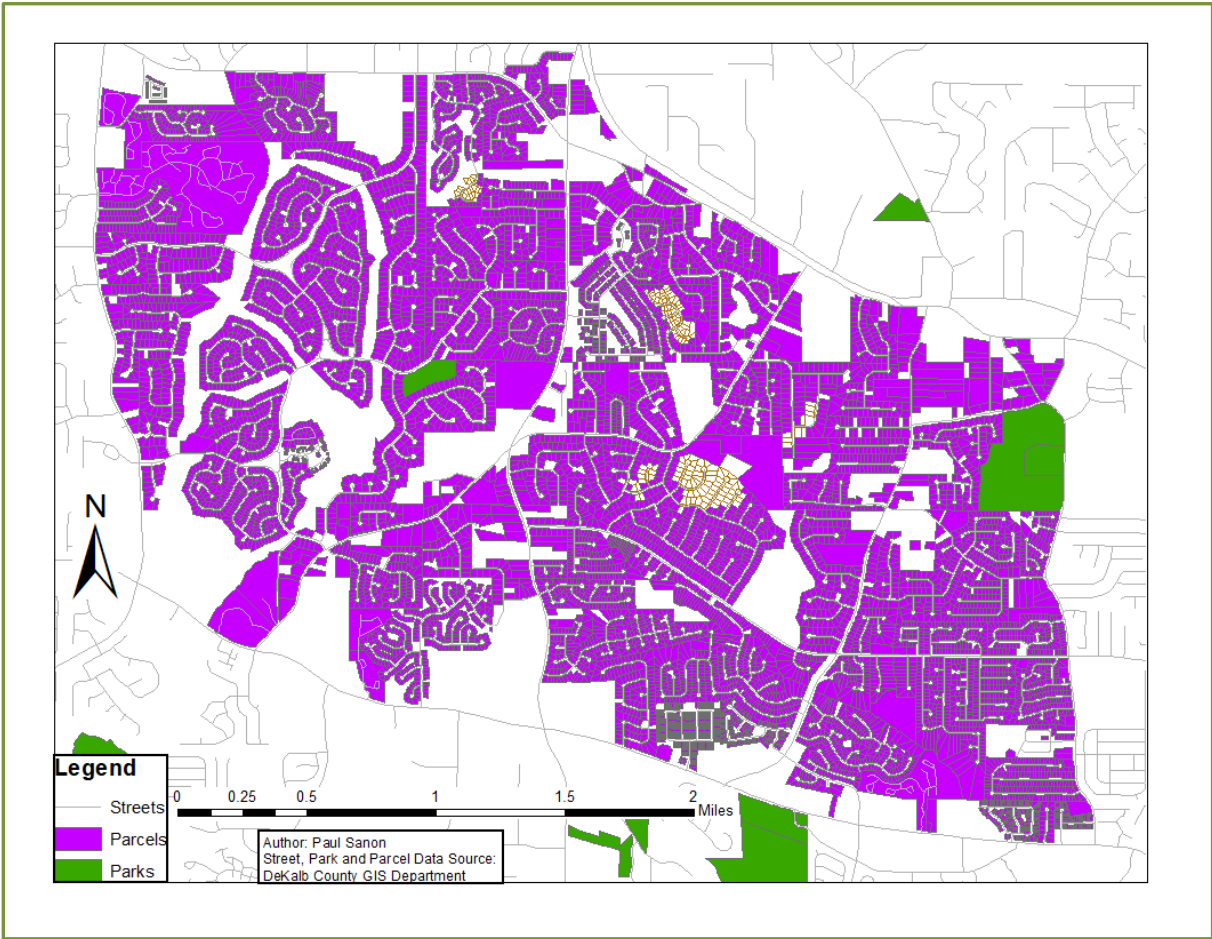 N
Legend
Streets
Parcels
Parks
0 0.25 0.5 1 1.5 2
Miles
Author: Paul Sanon
Street, Park and Parcel Data Source:
DeKalb County GIS Department